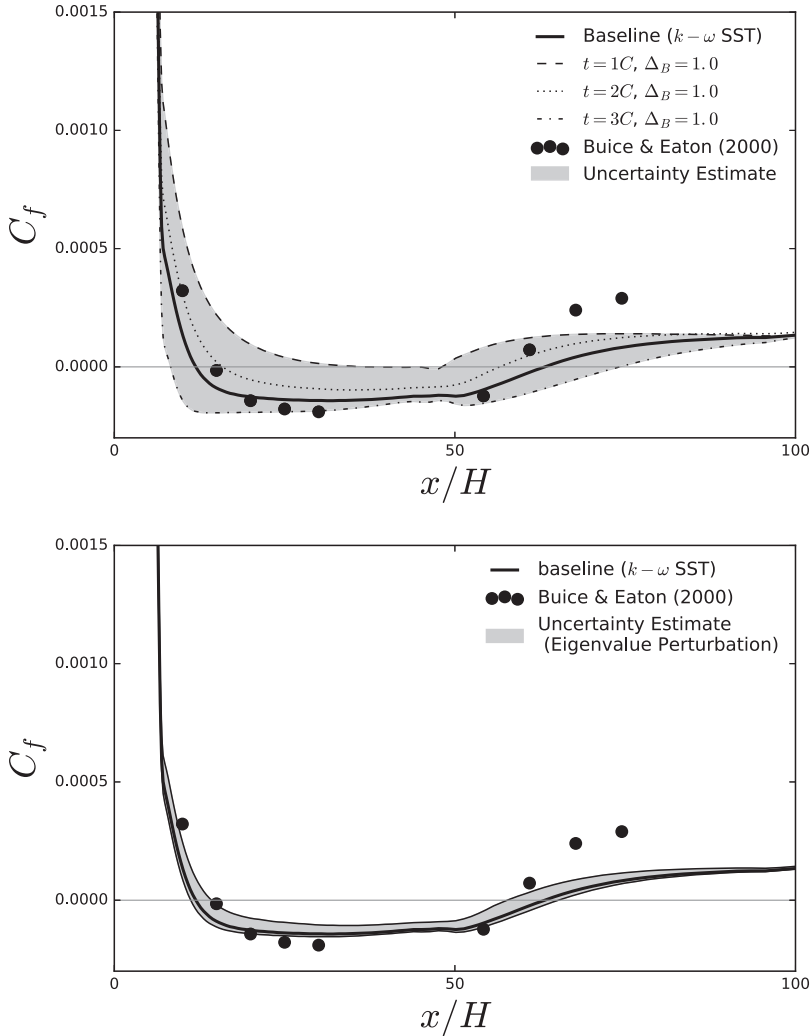 0.0015
0.0010
0.0005
0.0000
C_f
0
50
100
x/H
Baseline (k − ω SST)
t = 1C, Δ_B = 1.0
t = 2C, Δ_B = 1.0
t = 3C, Δ_B = 1.0
Buice & Eaton (2000)
Uncertainty Estimate
0.0015
0.0010
0.0005
0.0000
C_f
0
50
100
x/H
baseline (k − ω SST)
Buice & Eaton (2000)
Uncertainty Estimate
(Eigenvalue Perturbation)